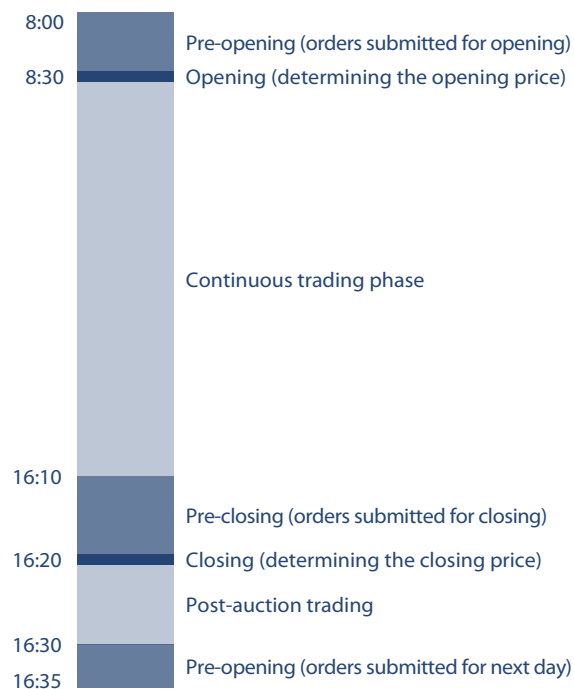 8:00
Pre-opening (orders submitted for opening)
8:30
Opening (determining the opening price)
Continuous trading phase
16:10
Pre-closing (orders submitted for closing)
16:20
Closing (determining the closing price)
Post-auction trading
16:30
Pre-opening (orders submitted for next day)
16:35